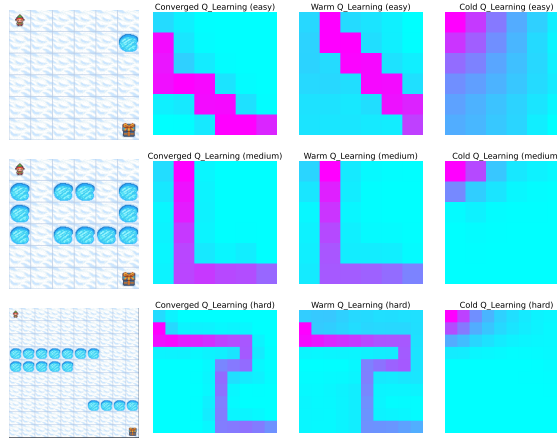 Converged Q_Learning (easy)
Warm Q_Learning (easy)
Cold Q_Learning (easy)
Converged Q_Learning (medium)
Warm Q_Learning (medium)
Cold Q_Learning (medium
Converged Q_Learning (hard)
Warm Q_Learning (hard)
Cold Q_Learning (hard)